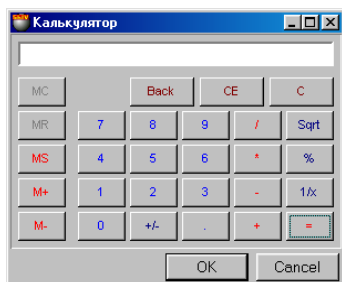 Калькулятор
MC Back CE C
MR 7 8 9 / Sqrt
MS 4 5 6 * %
M+ 1 2 3 - 1/x
M- 0 +/- . + =
OK Cancel